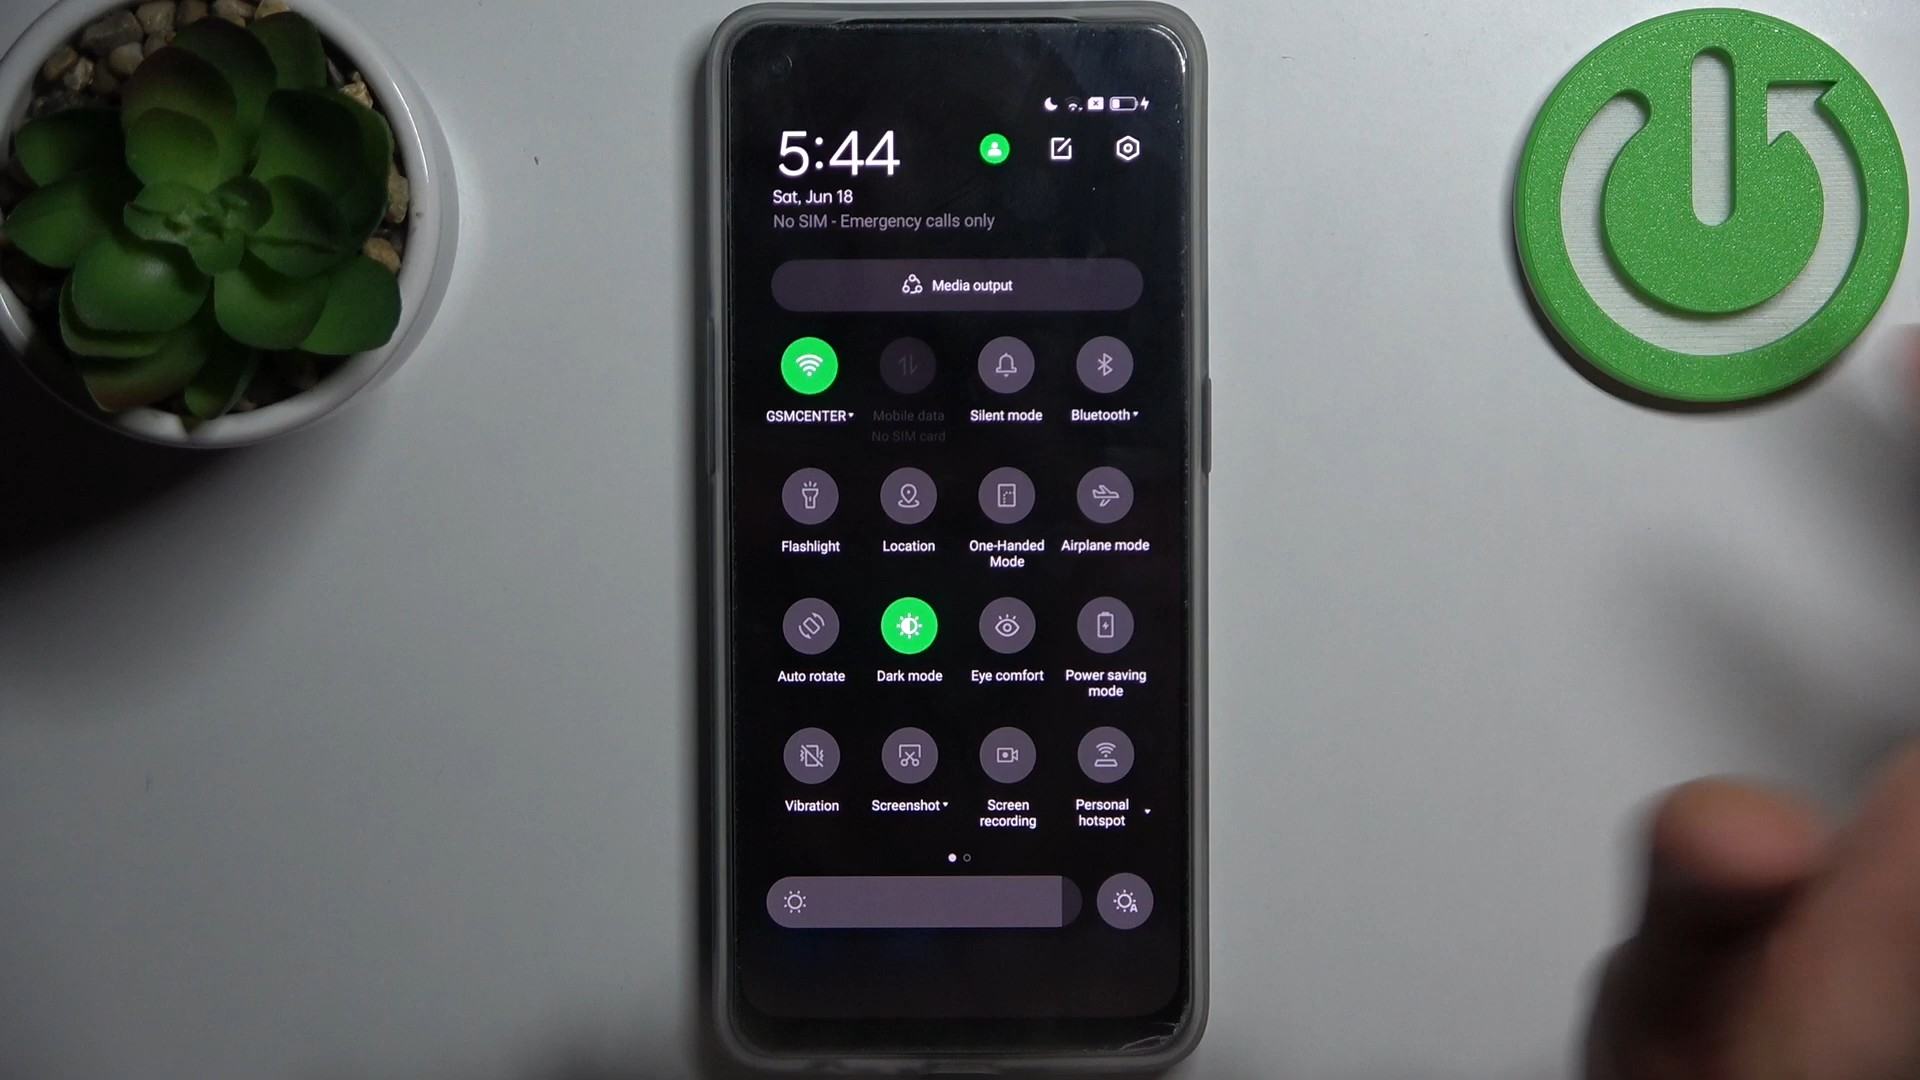 5:44
Sat, Jun 18
No SIM - Emergency calls only
Media output
GSMCENTER
Mobile data
No SIM card
Silent mode
Bluetooth
Flashlight
Location
One-Handed
Mode
Airplane mode
Auto rotate
Dark mode
Eye comfort
Power saving
mode
Vibration
Screenshot
Screen
recording
Personal
hotspot